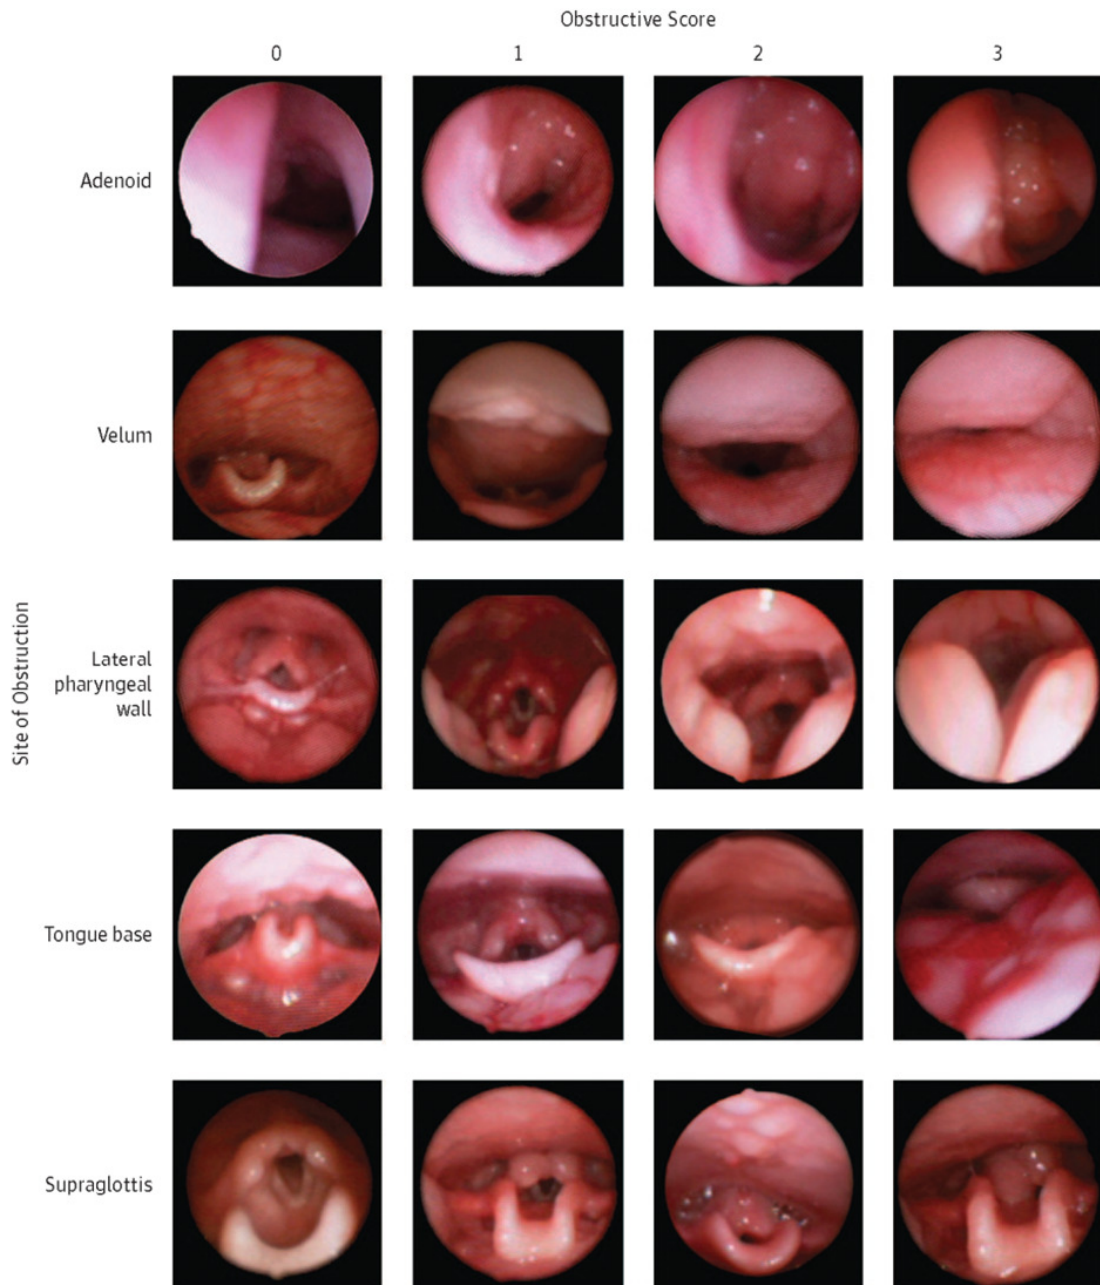 Obstructive Score
0 1 2 3
Adenoid
Velum
Site of Obstruction
Lateral
pharyngeal
wall
Tongue base
Supraglottis